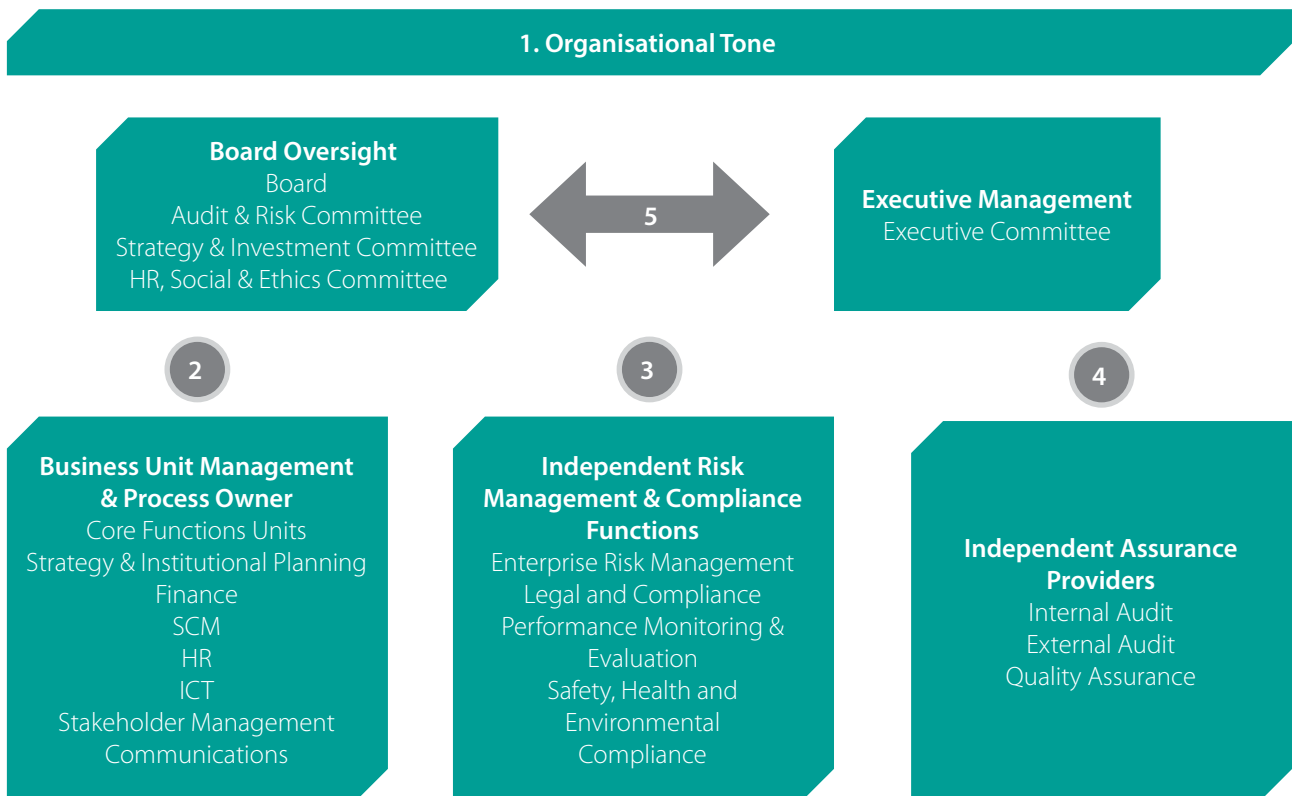 1. Organisational Tone
Board Oversight
Board
Audit & Risk Committee
Strategy & Investment Committee
HR, Social & Ethics Committee
5
Executive Management
Executive Committee
2
3
4
Business Unit Management
& Process Owner
Core Functions Units
Strategy & Institutional Planning
Finance
SCM
HR
ICT
Stakeholder Management
Communications
Independent Risk
Management & Compliance
Functions
Enterprise Risk Management
Legal and Compliance
Performance Monitoring &
Evaluation
Safety, Health and
Environmental
Compliance
Independent Assurance
Providers
Internal Audit
External Audit
Quality Assurance